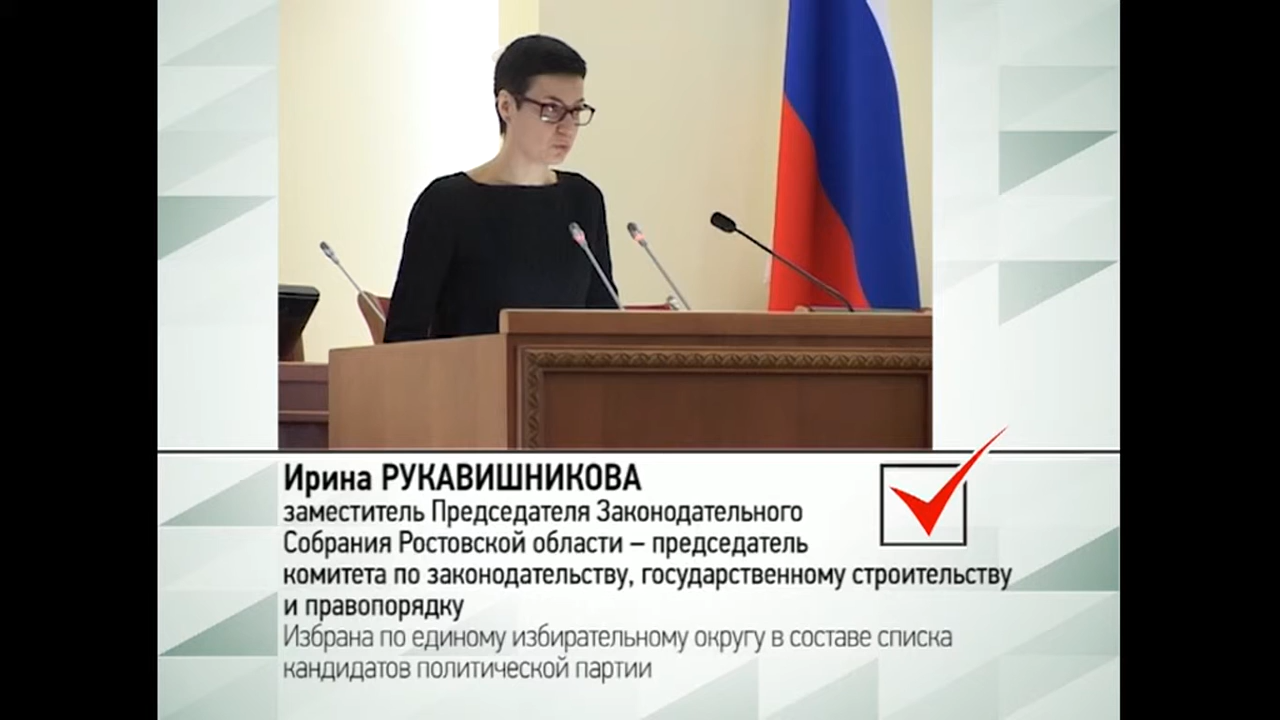 Ирина РУКАВИШНИКОВА
заместитель Председателя Законодательного
Собрания Ростовской области – председатель
комитета по законодательству, государственному строительству
и правопорядку
Избрана по единому избирательному округу в составе списка
кандидатов политической партии